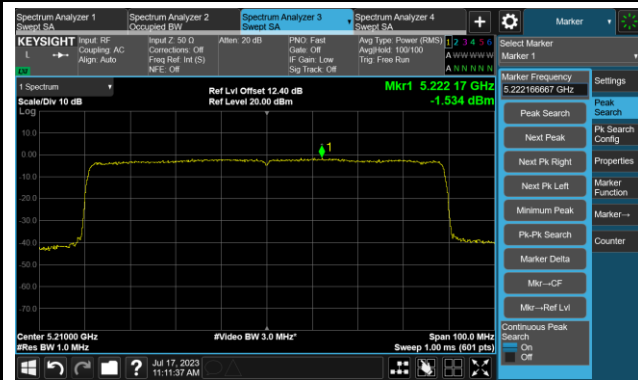 Spectrum Analyzer 1
Swept SA
Spectrum Analyzer 2
Occupied BW
Spectrum Analyzer 3
Swept SA
Spectrum Analyzer 4
Swept SA
Marker
KEYSIGHT
L
Input: RF
Coupling: AC
Align: Auto
Input Z: 50 Ω
Corrections: Off
Freq Ref: Int (S)
NFE: Off
Atten: 20 dB
PNO: Fast
Gate: Off
IF Gain: Low
Sig Track: Off
Avg Type: Power (RMS)
Avg|Hold: 100/100
Trig: Free Run
1 2 3 4 5 6
A W W W W W
A N N N N N
LXI
Select Marker
Marker 1
1 Spectrum
Scale/Div 10 dB
Log
Ref Lvl Offset 12.40 dB
Ref Level 20.00 dBm
Mkr1 5.222 17 GHz
-1.534 dBm
10.0
0.00
-10.0
-20.0
-30.0
-40.0
-50.0
-60.0
-70.0
1
Center 5.21000 GHz
#Res BW 1.0 MHz
#Video BW 3.0 MHz*
Span 100.0 MHz
Sweep 1.00 ms (601 pts)
Marker Frequency
5.222166667 GHz
Peak Search
Next Peak
Next Pk Right
Next Pk Left
Minimum Peak
Pk-Pk Search
Marker Delta
Mkr→CF
Mkr→Ref Lvl
Continuous Peak
Search
On
Off
Settings
Peak
Search
Pk Search
Config
Properties
Marker
Function
Marker→
Counter
?
Jul 17, 2023
11:11:37 AM